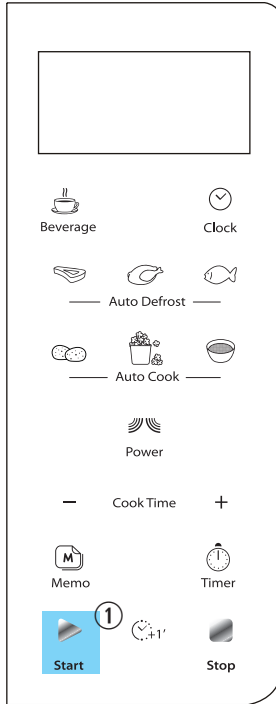 Beverage Clock
Auto Defrost
Auto Cook
Power
− Cook Time +
M
Memo Timer
① +1′
Start Stop